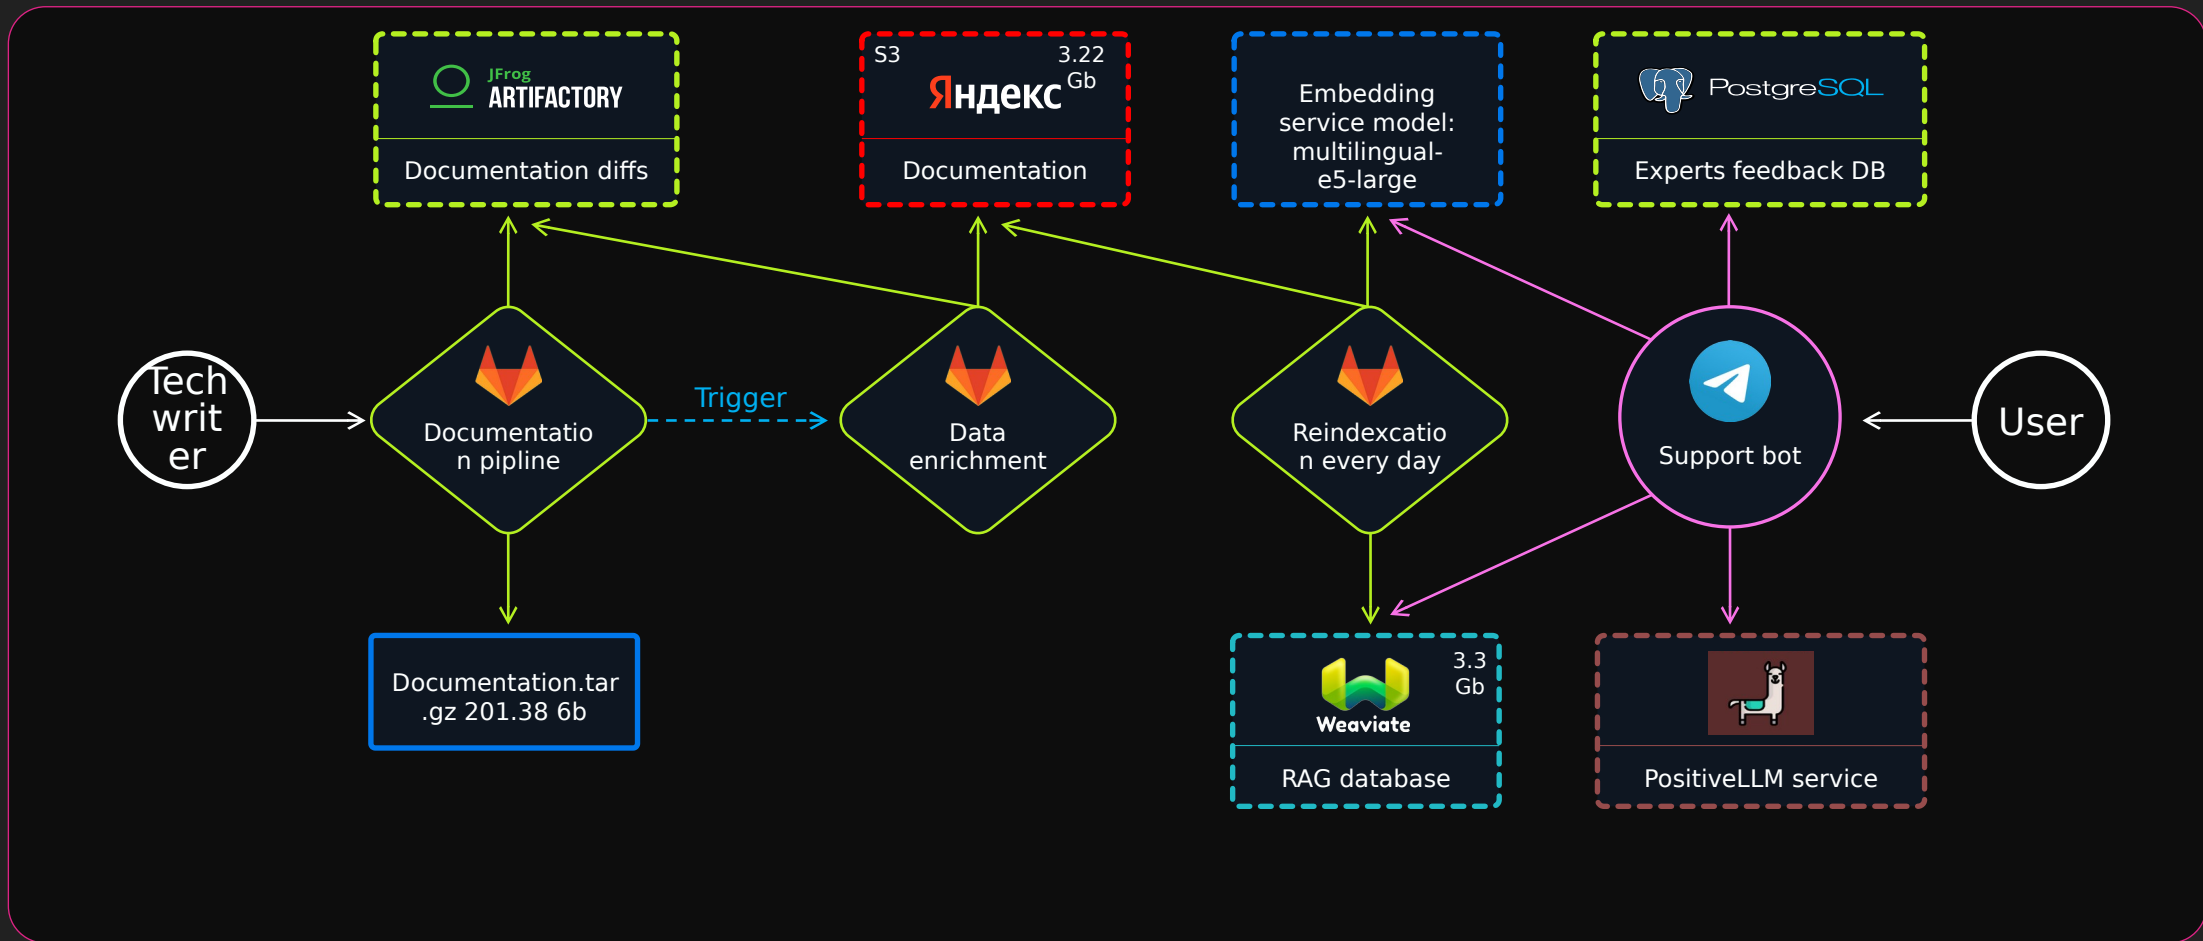 JFrog
ARTIFACTORY
Documentation diffs
S3
3.22
Gb
Яндекс
Documentation
Embedding
service model:
multilingual-
e5-large
PostgreSQL
Experts feedback DB
Tech
writ
er
Documentatio
n pipline
Trigger
Data
enrichment
Reindexcatio
n every day
Support bot
User
Documentation.tar
.gz 201.38 6b
3.3
Gb
Weaviate
RAG database
PositiveLLM service